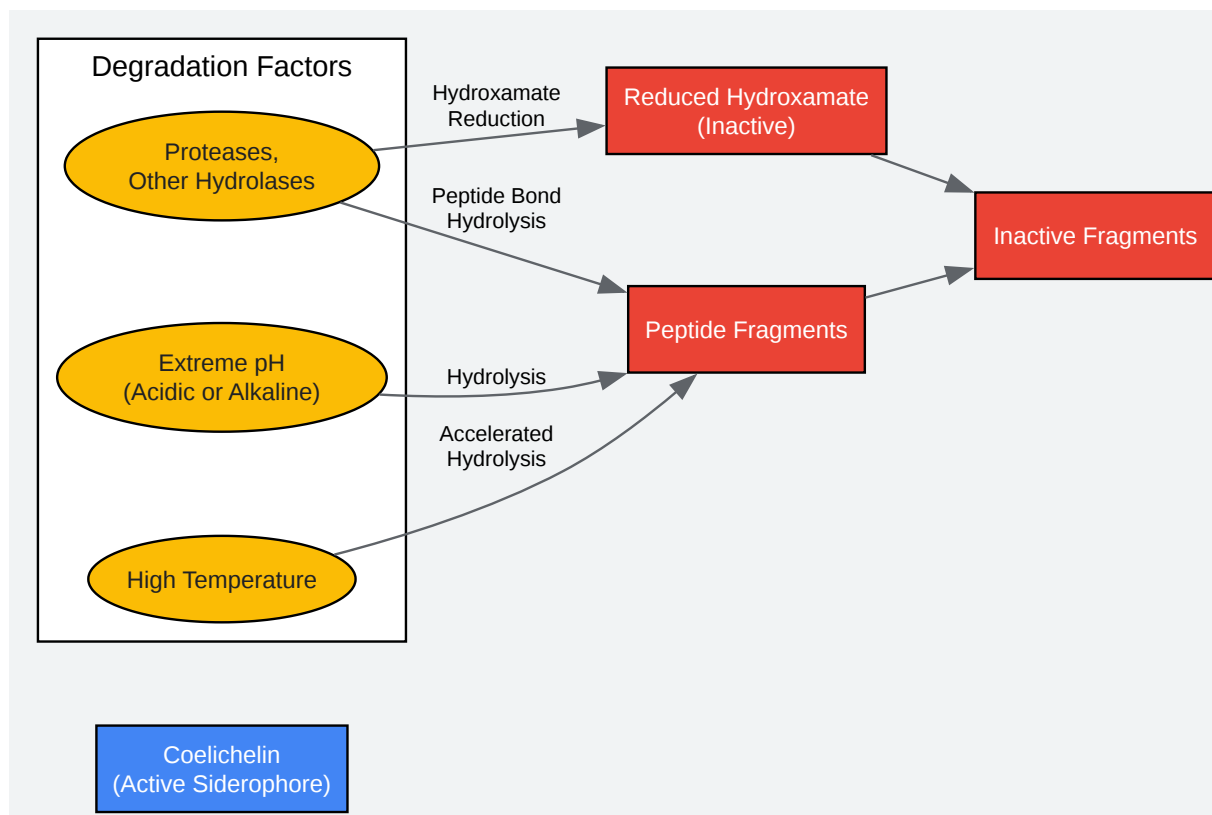 Degradation Factors
Proteases,
Other Hydrolases
Extreme pH
(Acidic or Alkaline)
High Temperature
Hydroxamate
Reduction
Peptide Bond
Hydrolysis
Hydrolysis
Accelerated
Hydrolysis
Reduced Hydroxamate
(Inactive)
Peptide Fragments
Inactive Fragments
Coelichelin
(Active Siderophore)